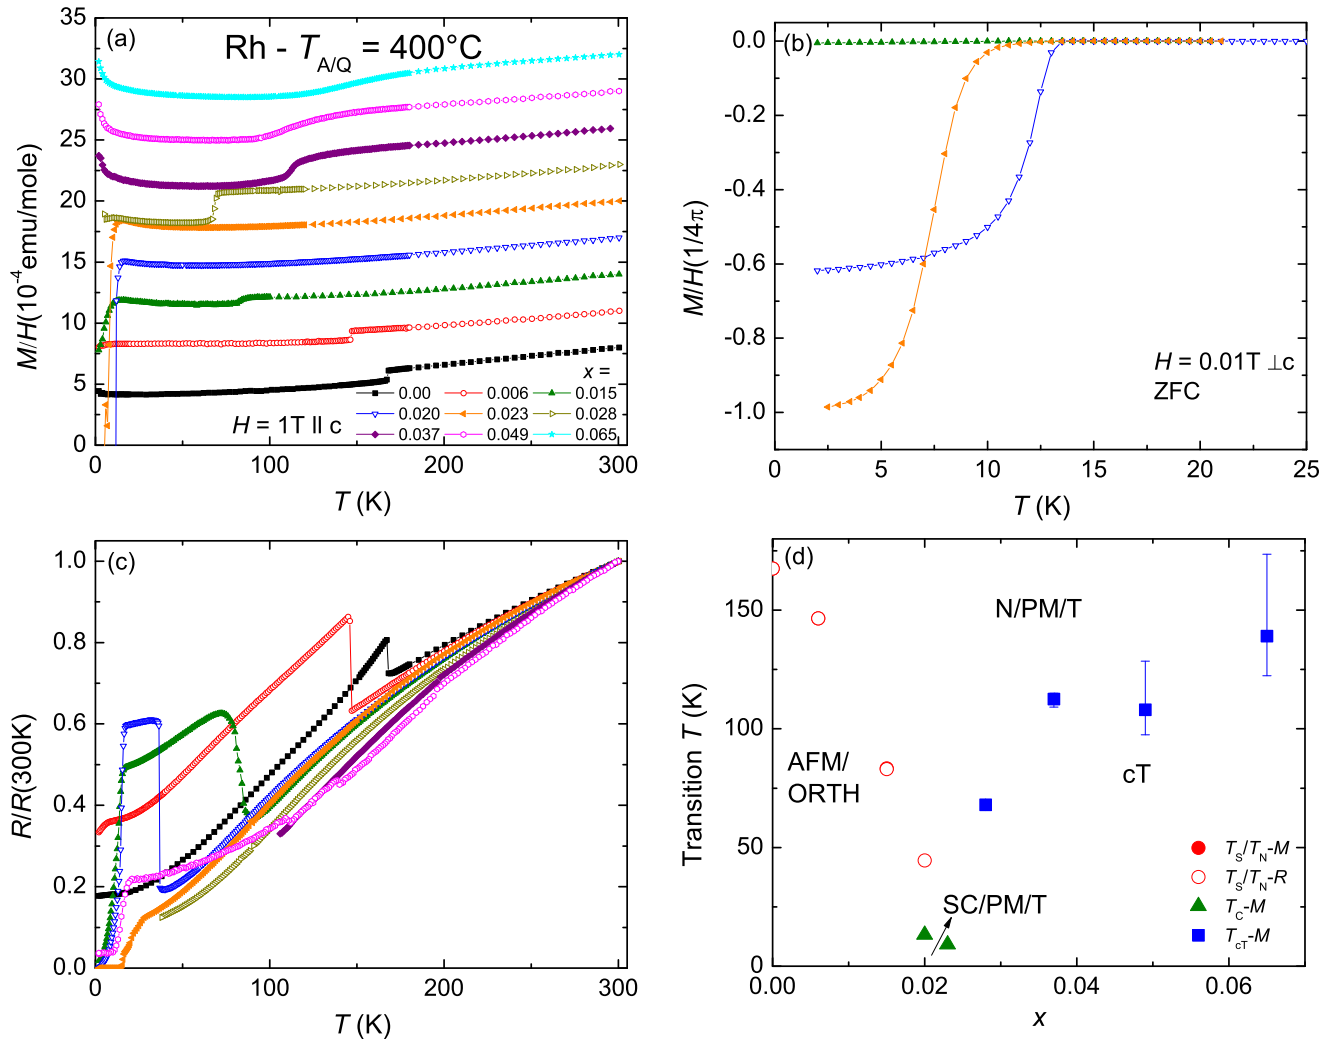 (a)
Rh - T_A/Q = 400°C
M/H(10^-4 emu/mole)
35
30
25
20
15
10
5
0
x =
0.00 0.006 0.015
0.020 0.023 0.028
0.037 0.049 0.065
H = 1T || c
0 100 200 300
T (K)
(b)
M/H(1/4π)
0.0
-0.2
-0.4
-0.6
-0.8
-1.0
H = 0.01T ⊥c
ZFC
0 5 10 15 20 25
T (K)
(c)
R/R(300K)
1.0
0.8
0.6
0.4
0.2
0.0
0 100 200 300
T (K)
(d)
Transition T (K)
150
100
50
0
N/PM/T
AFM/
ORTH
cT
SC/PM/T
T_S/T_N-M
T_S/T_N-R
T_C-M
T_cT-M
0.00 0.02 0.04 0.06
x